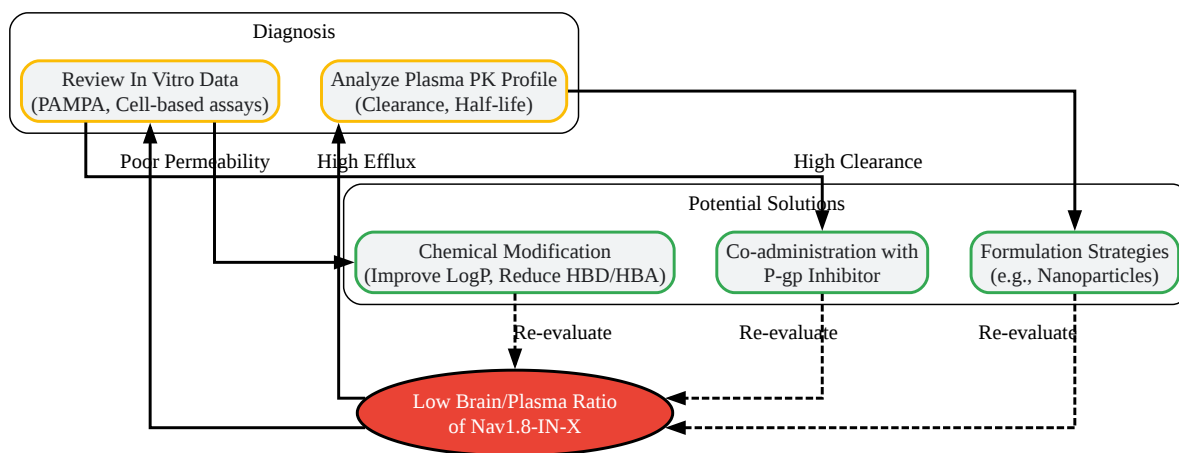 Diagnosis
Review In Vitro Data
(PAMPA, Cell-based assays)
Analyze Plasma PK Profile
(Clearance, Half-life)
Poor Permeability
High Efflux
High Clearance
Potential Solutions
Chemical Modification
(Improve LogP, Reduce HBD/HBA)
Co-administration with
P-gp Inhibitor
Formulation Strategies
(e.g., Nanoparticles)
Re-evaluate
Re-evaluate
Re-evaluate
Low Brain/Plasma Ratio
of Nav1.8-IN-X